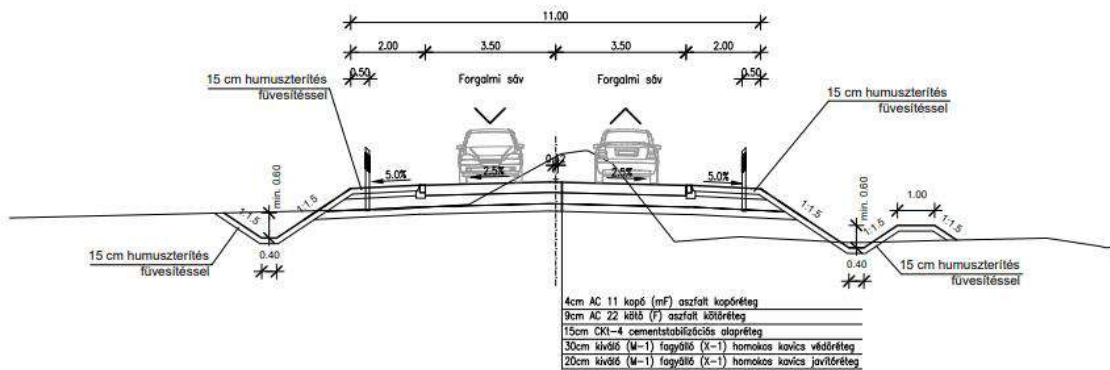 11.00
2.00 3.50 3.50 2.00
0.50 Forgalmi sáv Forgalmi sáv 0.50
15 cm humuszterítés
füvesítéssel
15 cm humuszterítés
füvesítéssel
5.0% 2.5% 2.5% 5.0%
min. 0.60
1:1.5
1:1.5
min. 0.60
1:1.5
1:1.5
1.00
1:1.5
0.40
0.40
15 cm humuszterítés
füvesítéssel
15 cm humuszterítés
füvesítéssel
4cm AC 11 kopó (mF) aszfalt kopóréteg
9cm AC 22 kötő (F) aszfalt kötőréteg
15cm CKt-4 cementstabilizációs alapréteg
30cm kiváló (M-1) fagyálló (X-1) homokos kavics védőréteg
20cm kiváló (M-1) fagyálló (X-1) homokos kavics javítóréteg